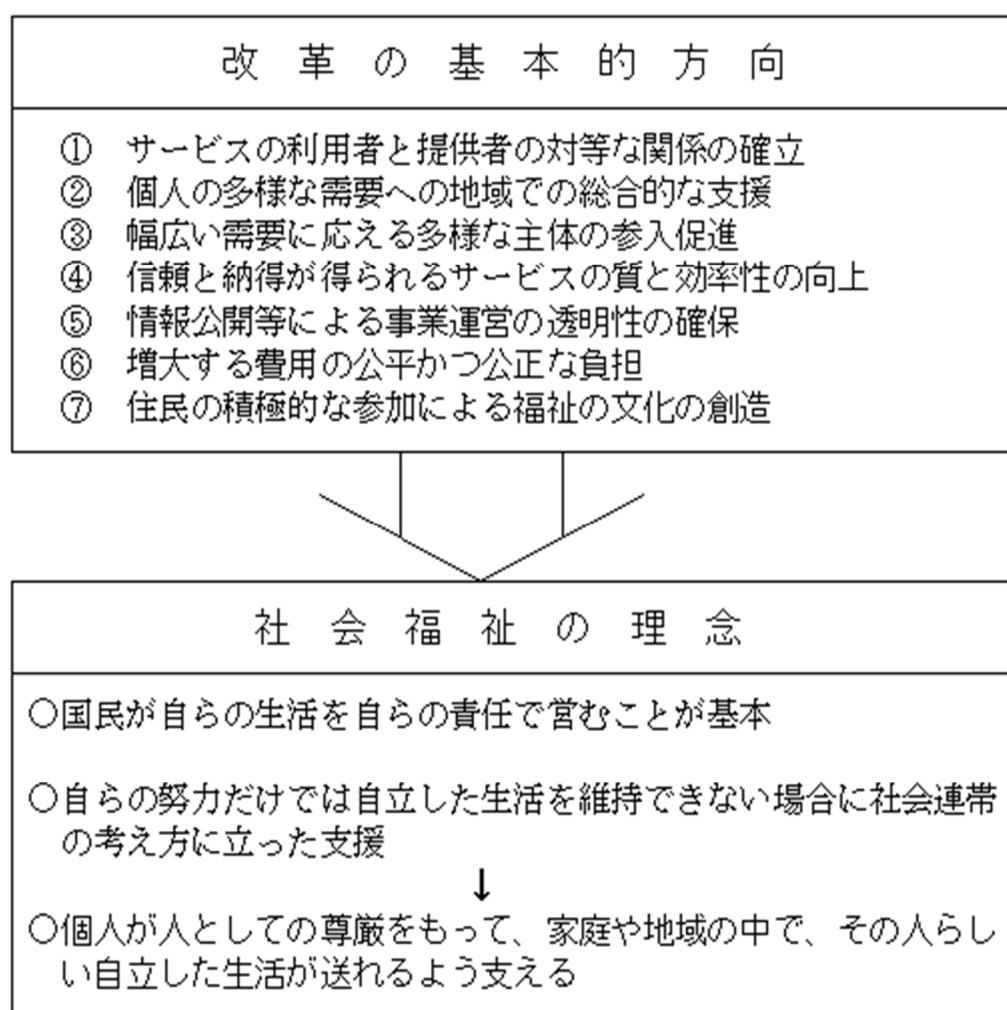 改革の基本的方向
① サービスの利用者と提供者の対等な関係の確立
② 個人の多様な需要への地域での総合的な支援
③ 幅広い需要に応える多様な主体の参入促進
④ 信頼と納得が得られるサービスの質と効率性の向上
⑤ 情報公開等による事業運営の透明性の確保
⑥ 増大する費用の公平かつ公正な負担
⑦ 住民の積極的な参加による福祉の文化の創造
社会福祉の理念
○国民が自らの生活を自らの責任で営むことが基本
○自らの努力だけでは自立した生活を維持できない場合に社会連帯
の考え方に立った支援
↓
○個人が人としての尊厳をもって、家庭や地域の中で、その人らし
い自立した生活が送れるよう支える